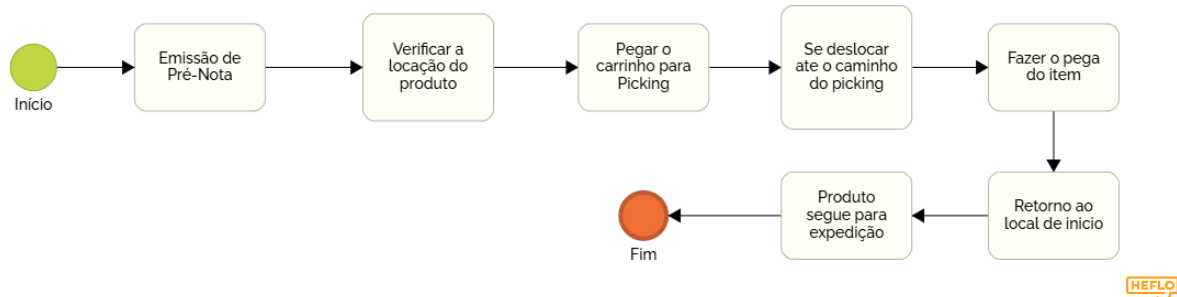 Emissão de
Pré-Nota
Verificar a
locação do
produto
Pegar o
carrinho para
Picking
Se deslocar
ate o caminho
do picking
Fazer o pega
do item
Início
Retorno ao
local de inicio
Produto
segue para
expedição
Fim
HEFLO